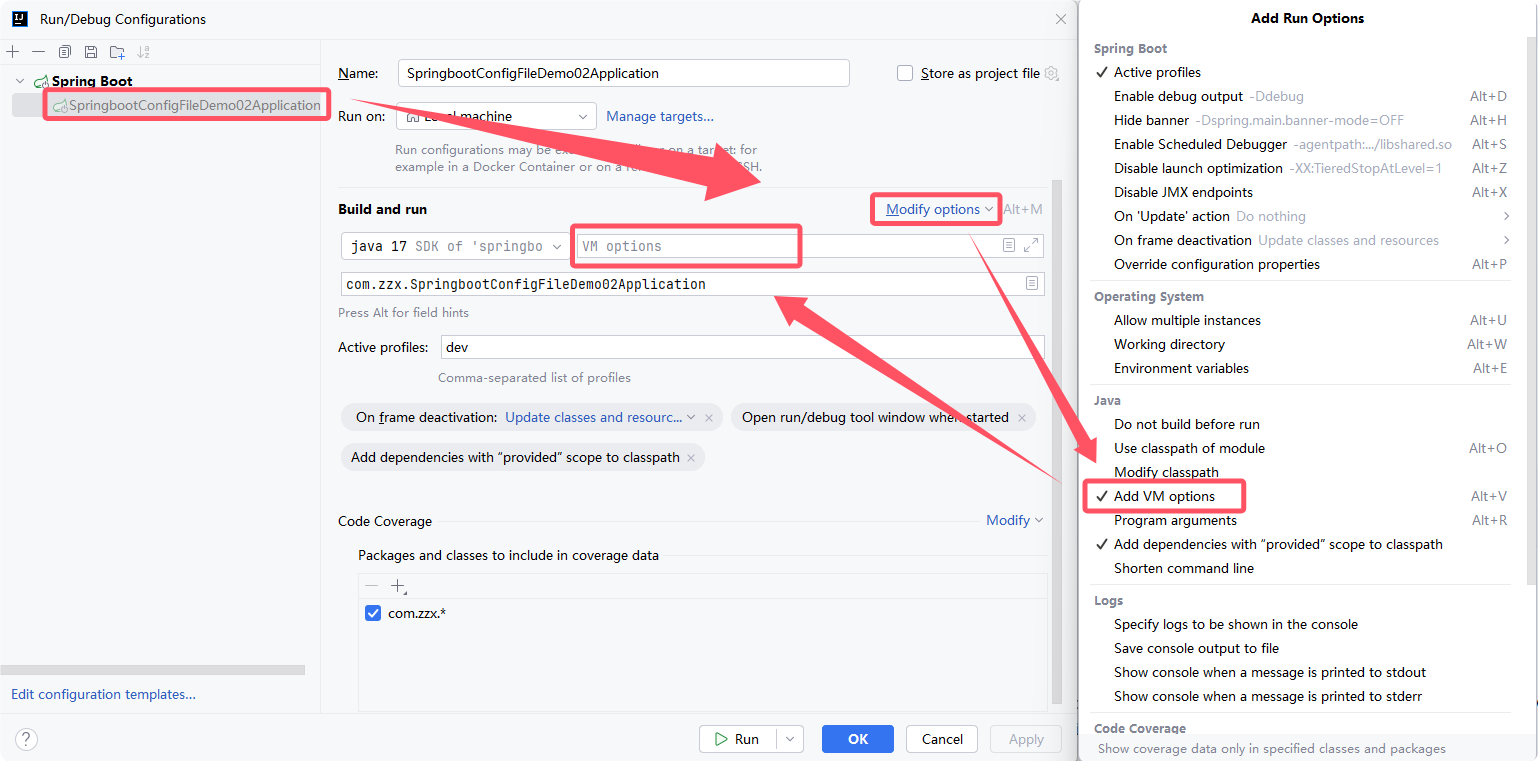 Run/Debug Configurations
Spring Boot
SpringbootConfigFileDemo02Application
Name: SpringbootConfigFileDemo02Application Store as project file
Run on: Local machine Manage targets...
Run configurations may be
example in a Docker Container or on a on a target: for
SSH.
Build and run Modify options Alt+M
java 17 SDK of 'springbo VM options
com.zzx.SpringbootConfigFileDemo02Application
Press Alt for field hints
Active profiles: dev
Comma-separated list of profiles
On frame deactivation: Update classes and resourc... Open run/debug tool window when started
Add dependencies with “provided” scope to classpath
Code Coverage Modify
Packages and classes to include in coverage data
com.zzx.*
Edit configuration templates...
? Run OK Cancel Apply
Add Run Options
Spring Boot
Active profiles
Enable debug output -Ddebug Alt+D
Hide banner -Dspring.main.banner-mode=OFF Alt+H
Enable Scheduled Debugger -agentpath:.../libshared.so Alt+S
Disable launch optimization -XX:TieredStopAtLevel=1 Alt+Z
Disable JMX endpoints Alt+X
On 'Update' action Do nothing
On frame deactivation Update classes and resources
Override configuration properties Alt+P
Operating System
Allow multiple instances Alt+U
Working directory Alt+W
Environment variables Alt+E
Java
Do not build before run
Use classpath of module Alt+O
Modify classpath
Add VM options Alt+V
Program arguments Alt+R
Add dependencies with “provided” scope to classpath
Shorten command line
Logs
Specify logs to be shown in the console
Save console output to file
Show console when a message is printed to stdout
Show console when a message is printed to stderr
Code Coverage
Show coverage data only in specified classes and packages